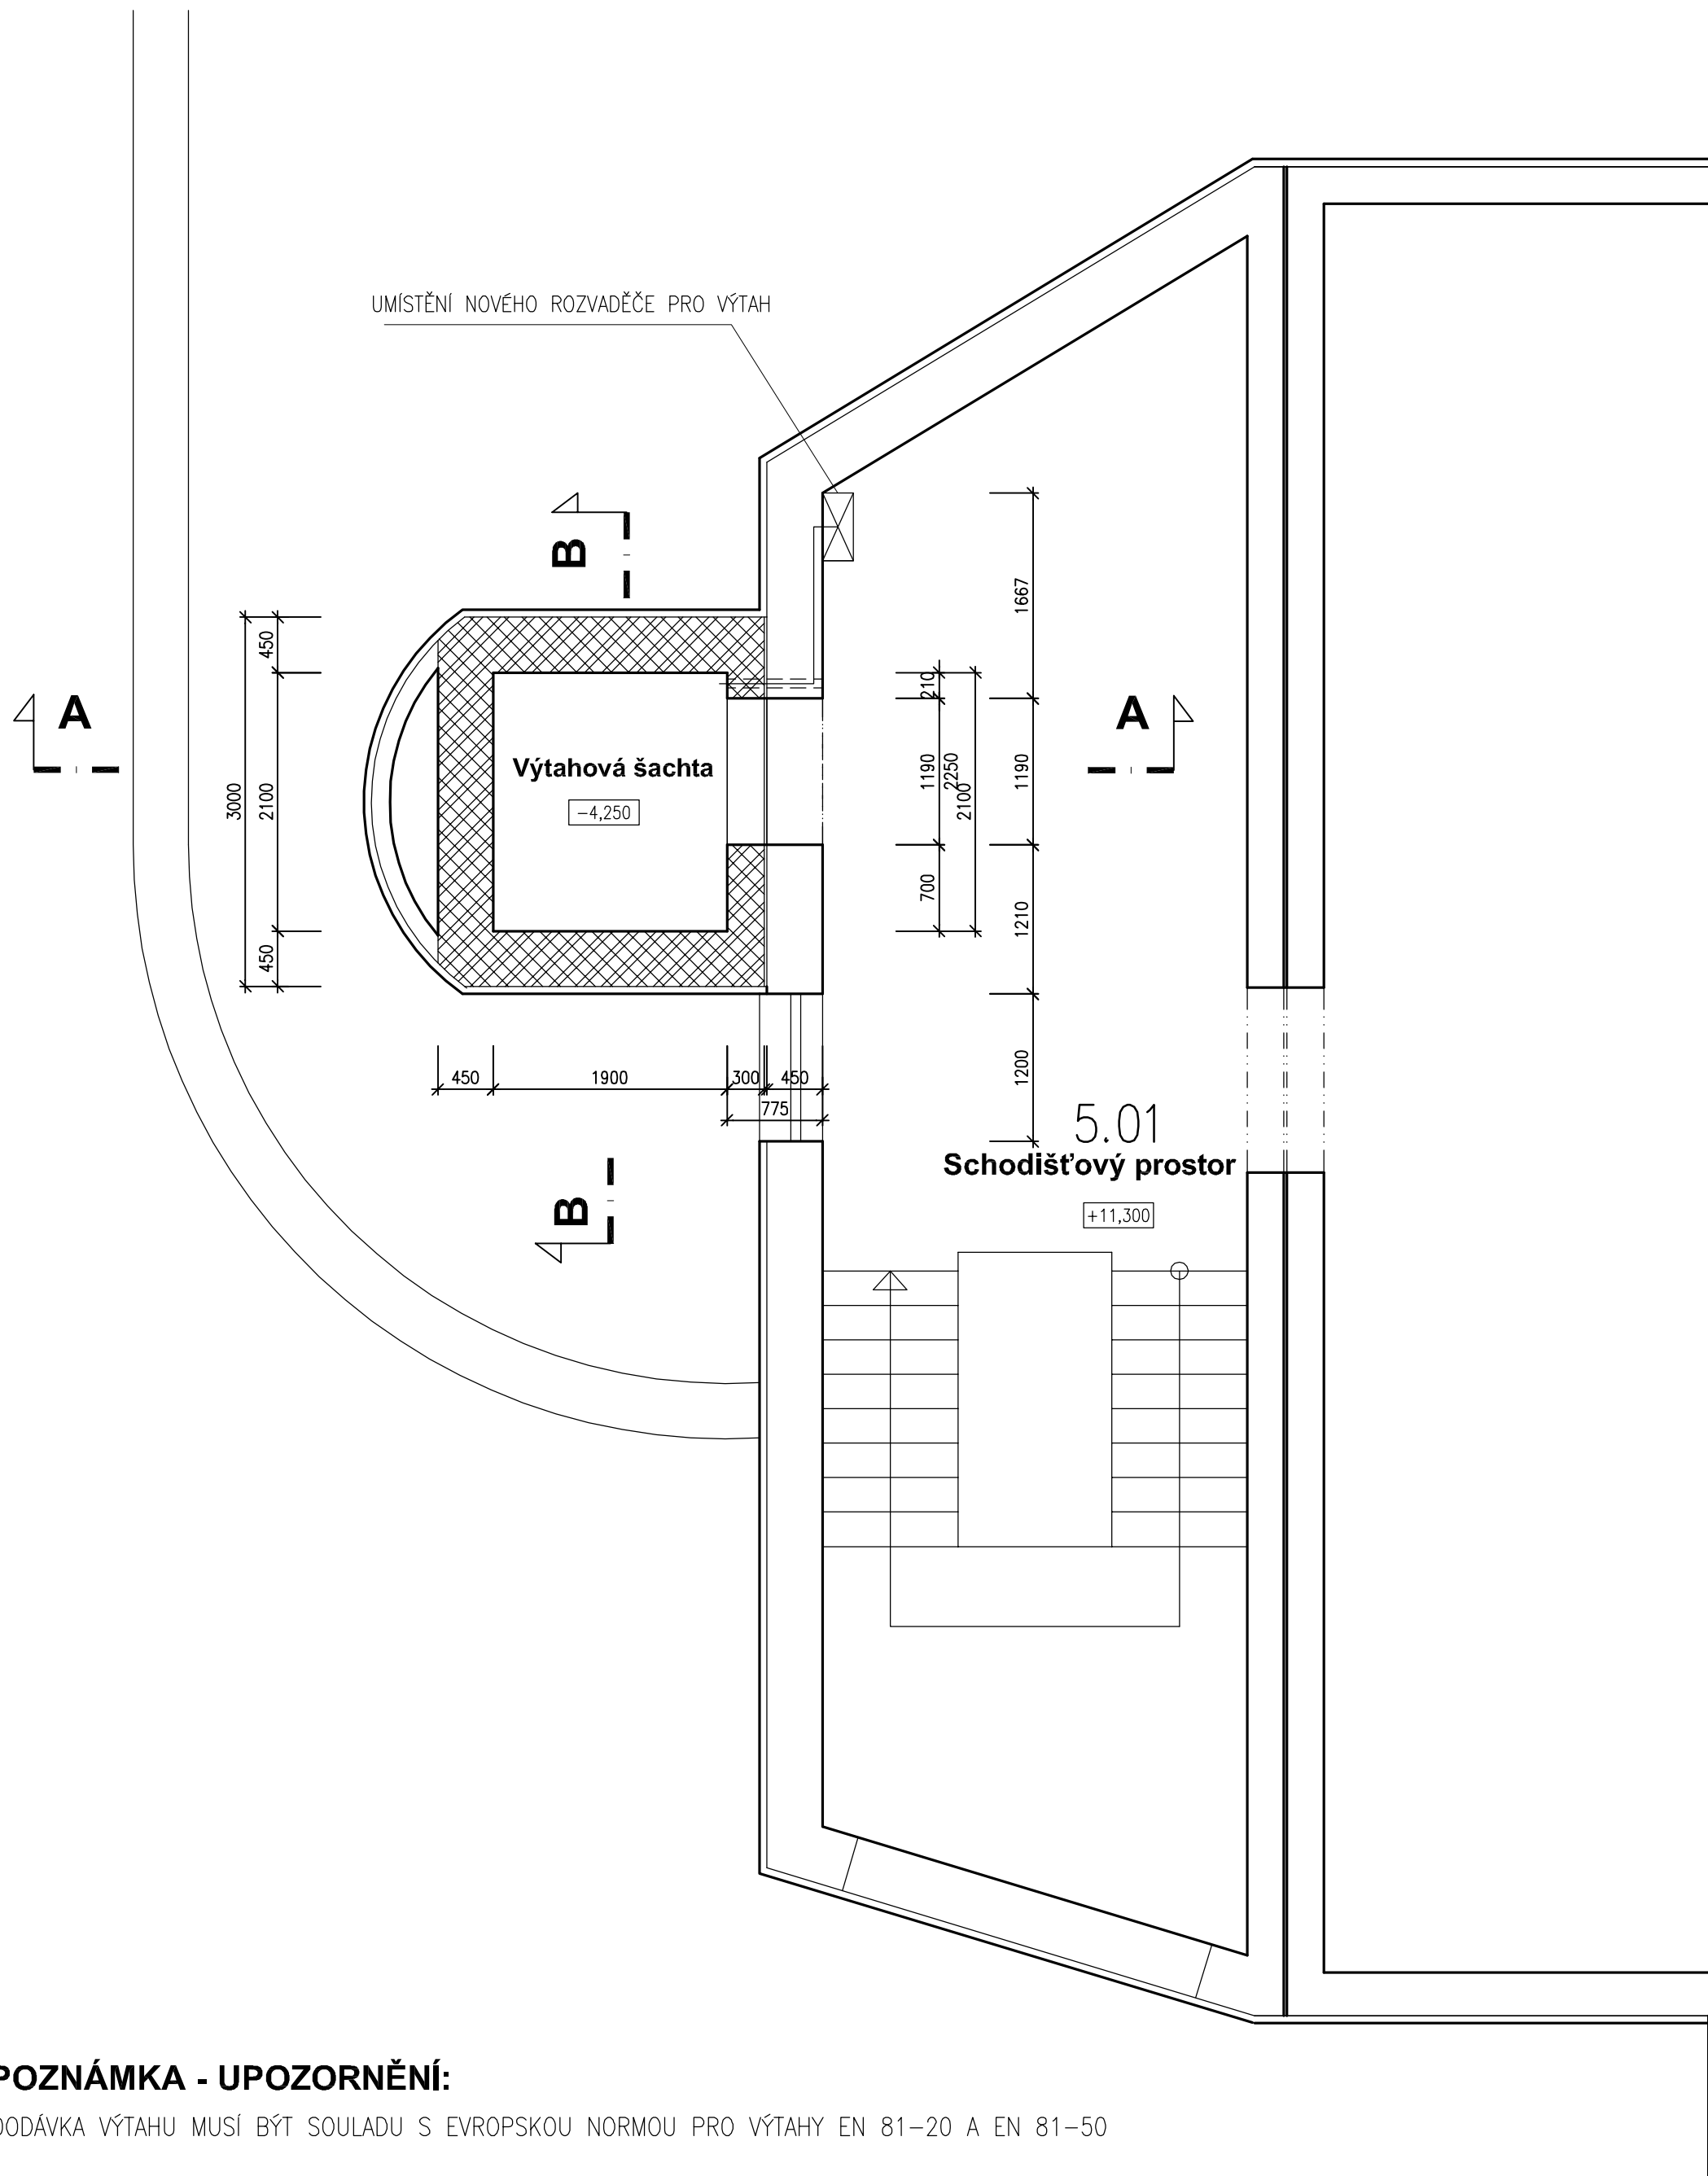 UMÍSTĚNÍ NOVÉHO ROZVADĚČE PRO VÝTAH
B
A
A
450
2100
450
3000
Výtahová šachta
-4,250
210
1190
700
2250
2100
1667
1190
1210
1200
450
1900
300
450
775
B
5.01
Schodišťový prostor
+11,300
POZNÁMKA - UPOZORNĚNÍ:
DODÁVKA VÝTAHU MUSÍ BÝT SOULADU S EVROPSKOU NORMOU PRO VÝTAHY EN 81-20 A EN 81-50